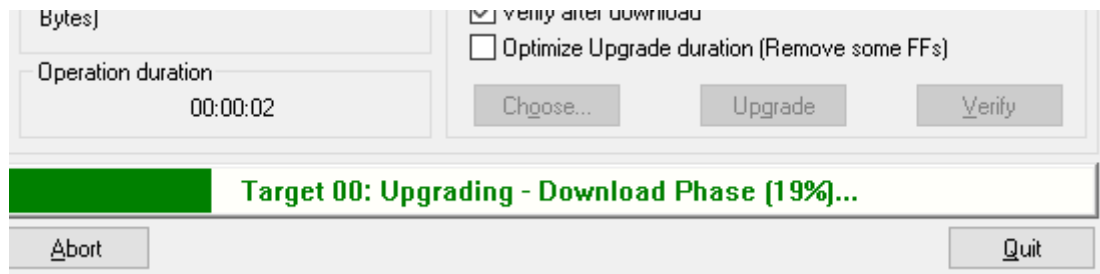 Bytes)
Verify after download
Optimize Upgrade duration (Remove some FFs)
Operation duration
00:00:02
Choose...
Upgrade
Verify
Target 00: Upgrading - Download Phase (19%)...
Abort
Quit